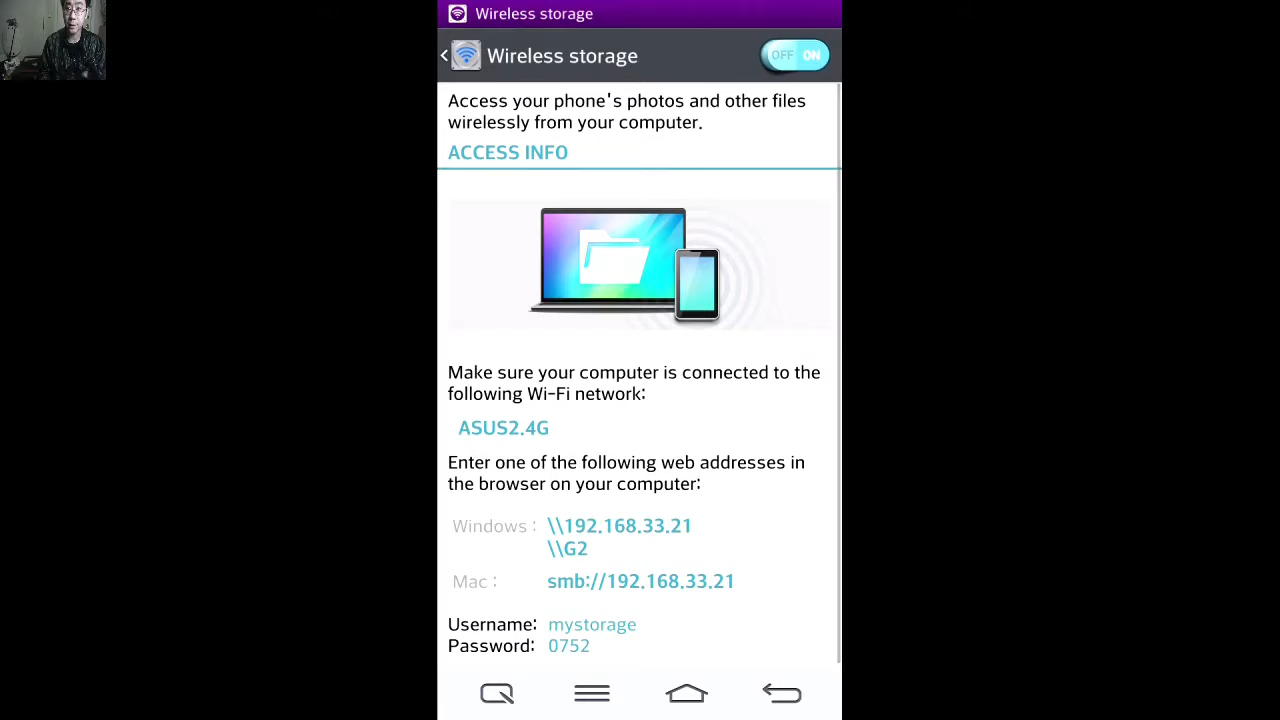 Wireless storage
Wireless storage
OFF ON
Access your phone's photos and other files
wirelessly from your computer.
ACCESS INFO
Make sure your computer is connected to the
following Wi-Fi network:
ASUS2.4G
Enter one of the following web addresses in
the browser on your computer:
Windows : \\192.168.33.21
\\G2
Mac : smb://192.168.33.21
Username: mystorage
Password: 0752